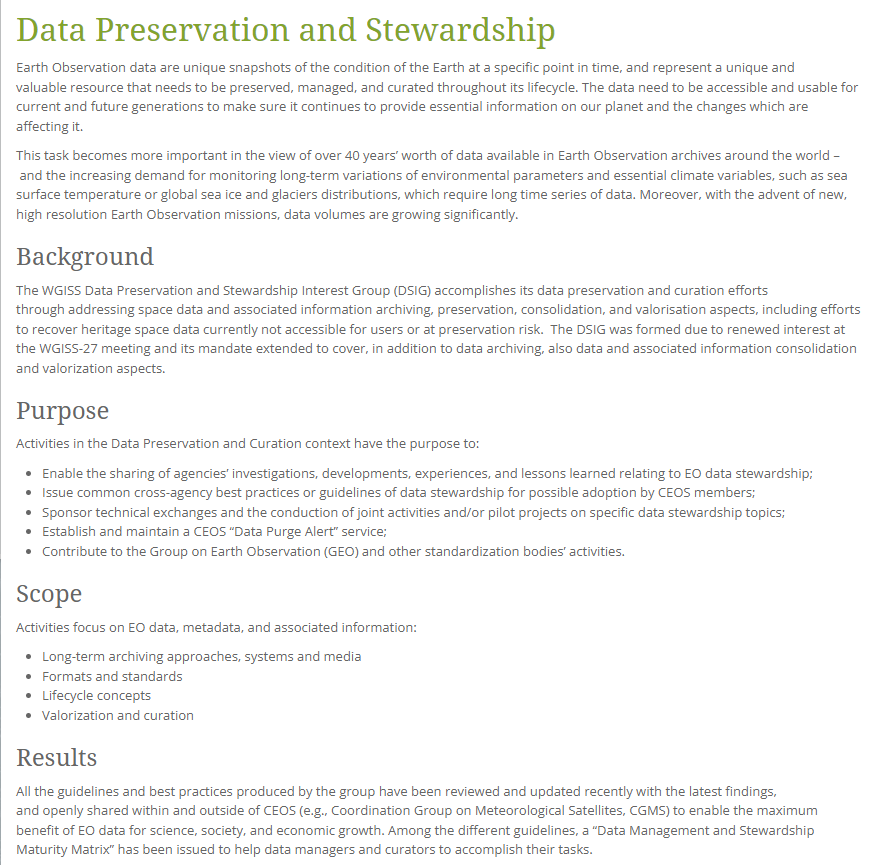 Data Preservation and Stewardship
Earth Observation data are unique snapshots of the condition of the Earth at a specific point in time, and represent a unique and
valuable resource that needs to be preserved, managed, and curated throughout its lifecycle. The data need to be accessible and usable for
current and future generations to make sure it continues to provide essential information on our planet and the changes which are
affecting it.
This task becomes more important in the view of over 40 years’ worth of data available in Earth Observation archives around the world –
and the increasing demand for monitoring long-term variations of environmental parameters and essential climate variables, such as sea
surface temperature or global sea ice and glaciers distributions, which require long time series of data. Moreover, with the advent of new,
high resolution Earth Observation missions, data volumes are growing significantly.
Background
The WGISS Data Preservation and Stewardship Interest Group (DSIG) accomplishes its data preservation and curation efforts
through addressing space data and associated information archiving, preservation, consolidation, and valorisation aspects, including efforts
to recover heritage space data currently not accessible for users or at preservation risk. The DSIG was formed due to renewed interest at
the WGISS-27 meeting and its mandate extended to cover, in addition to data archiving, also data and associated information consolidation
and valorization aspects.
Purpose
Activities in the Data Preservation and Curation context have the purpose to:
• Enable the sharing of agencies’ investigations, developments, experiences, and lessons learned relating to EO data stewardship;
• Issue common cross-agency best practices or guidelines of data stewardship for possible adoption by CEOS members;
• Sponsor technical exchanges and the conduction of joint activities and/or pilot projects on specific data stewardship topics;
• Establish and maintain a CEOS “Data Purge Alert” service;
• Contribute to the Group on Earth Observation (GEO) and other standardization bodies’ activities.
Scope
Activities focus on EO data, metadata, and associated information:
• Long-term archiving approaches, systems and media
• Formats and standards
• Lifecycle concepts
• Valorization and curation
Results
All the guidelines and best practices produced by the group have been reviewed and updated recently with the latest findings,
and openly shared within and outside of CEOS (e.g., Coordination Group on Meteorological Satellites, CGMS) to enable the maximum
benefit of EO data for science, society, and economic growth. Among the different guidelines, a “Data Management and Stewardship
Maturity Matrix” has been issued to help data managers and curators to accomplish their tasks.